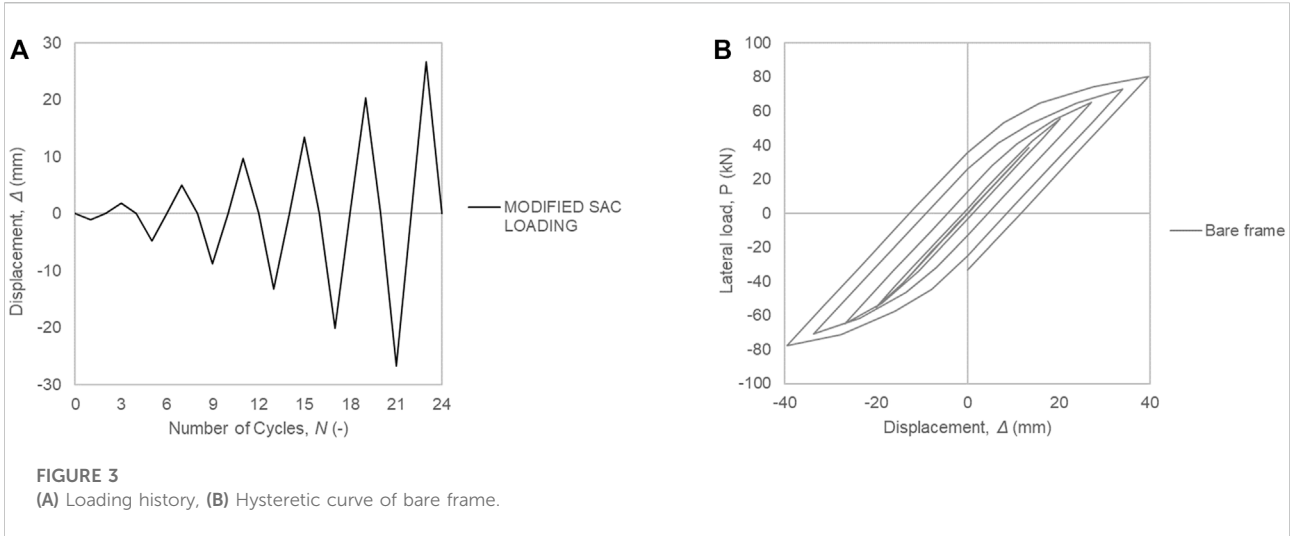 A
30
20
10
0
-10
-20
-30
0 3 6 9 12 15 18 21 24
Displacement, Δ (mm)
Number of Cycles, N (-)
MODIFIED SAC
LOADING
B
100
80
60
40
20
0
-20
-40
-60
-80
-100
-40 -20 0 20 40
Lateral load, P (kN)
Displacement, Δ (mm)
Bare frame
FIGURE 3
(A) Loading history, (B) Hysteretic curve of bare frame.